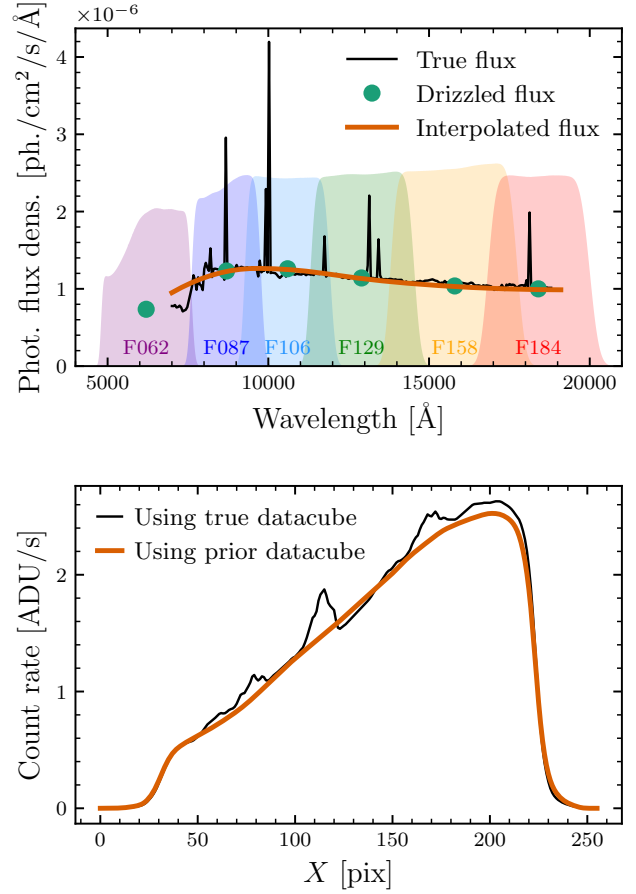 ×10⁻⁶
True flux
Drizzled flux
Interpolated flux
Phot. flux dens. [ph./cm²/s/Å]
4
3
2
1
0
F062
F087
F106
F129
F158
F184
5000
10000
15000
20000
Wavelength [Å]
Using true datacube
Using prior datacube
Count rate [ADU/s]
2
1
0
0
50
100
150
200
250
X [pix]